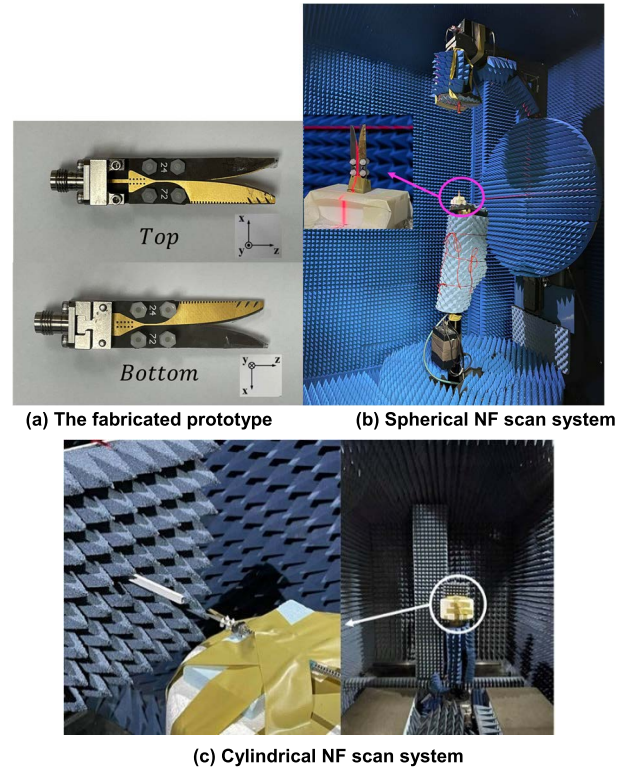 24
72
Top
x
y
z
24
72
Bottom
y
z
x
(a) The fabricated prototype
(b) Spherical NF scan system
(c) Cylindrical NF scan system